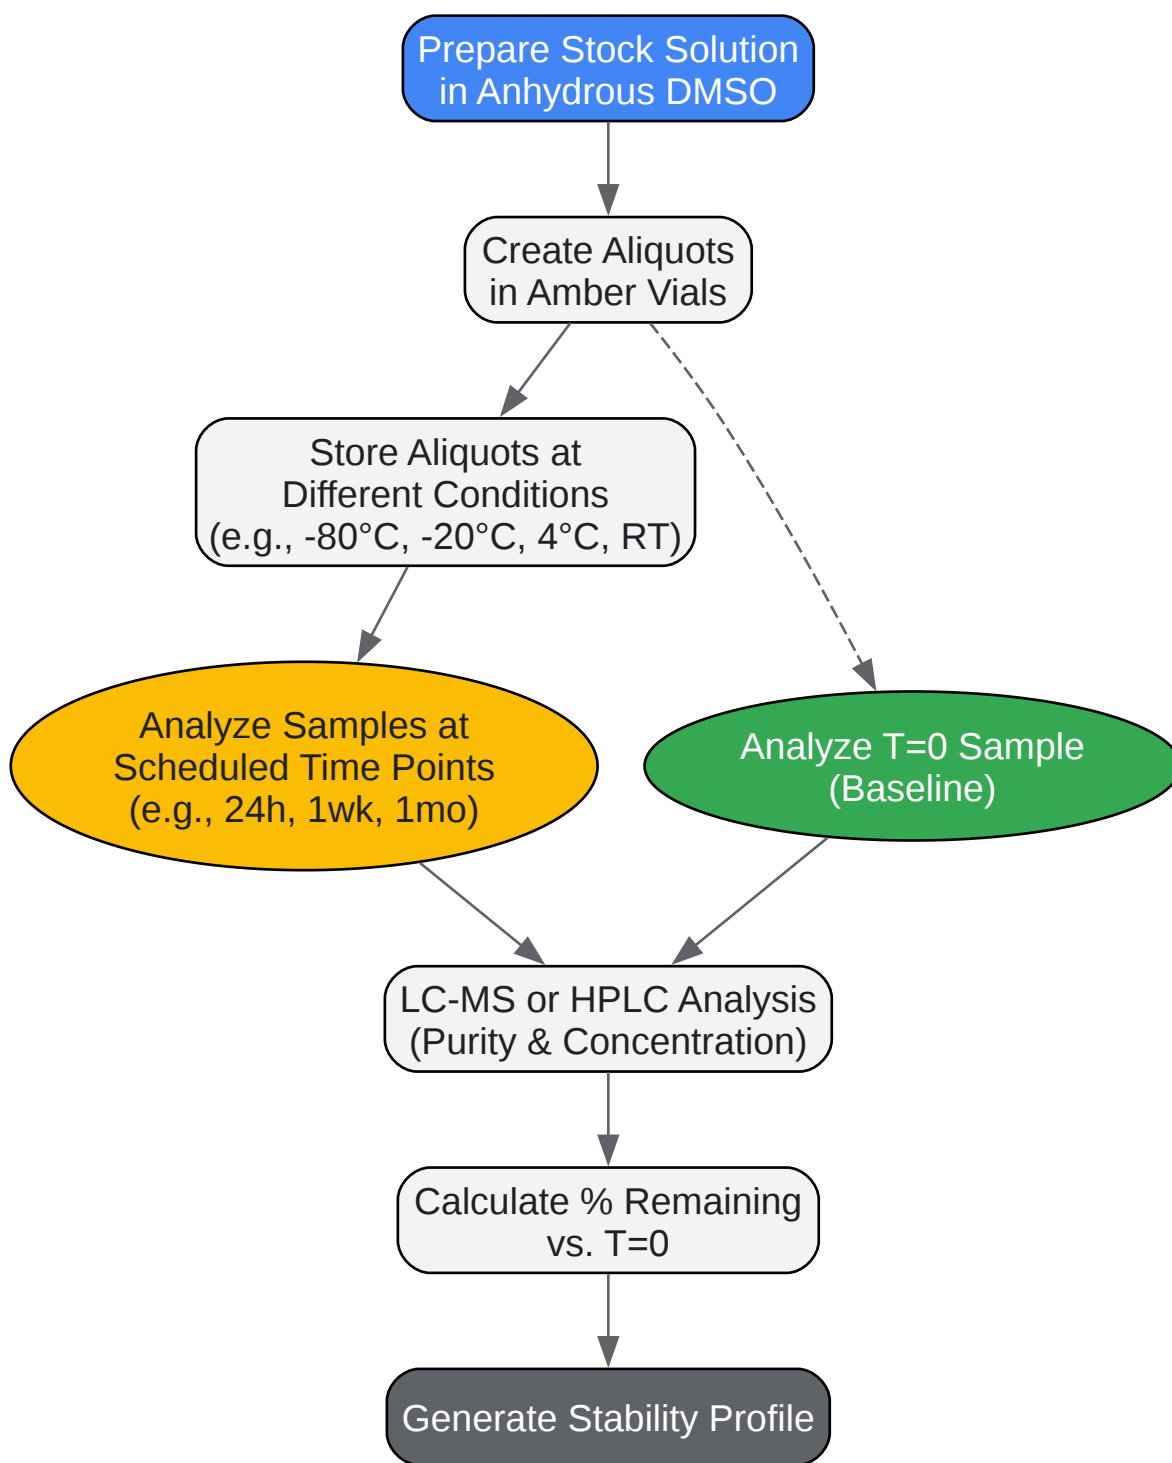 Prepare Stock Solution
in Anhydrous DMSO
Create Aliquots
in Amber Vials
Store Aliquots at
Different Conditions
(e.g., -80°C, -20°C, 4°C, RT)
Analyze Samples at
Scheduled Time Points
(e.g., 24h, 1wk, 1mo)
Analyze T=0 Sample
(Baseline)
LC-MS or HPLC Analysis
(Purity & Concentration)
Calculate % Remaining
vs. T=0
Generate Stability Profile